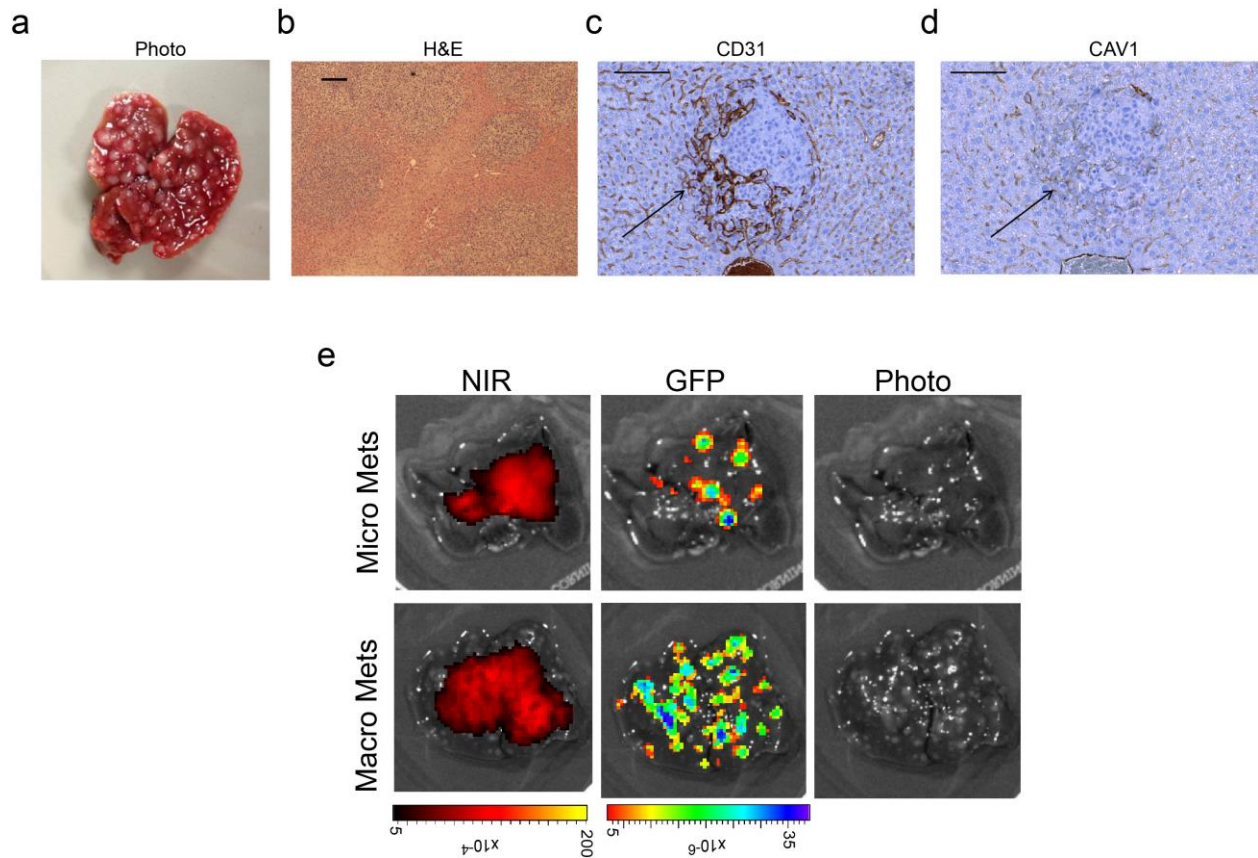 a
Photo
b
H&E
c
CD31
d
CAV1
e
NIR
GFP
Photo
Micro Mets
Macro Mets
5
200
x10-4
5
35
x10-6